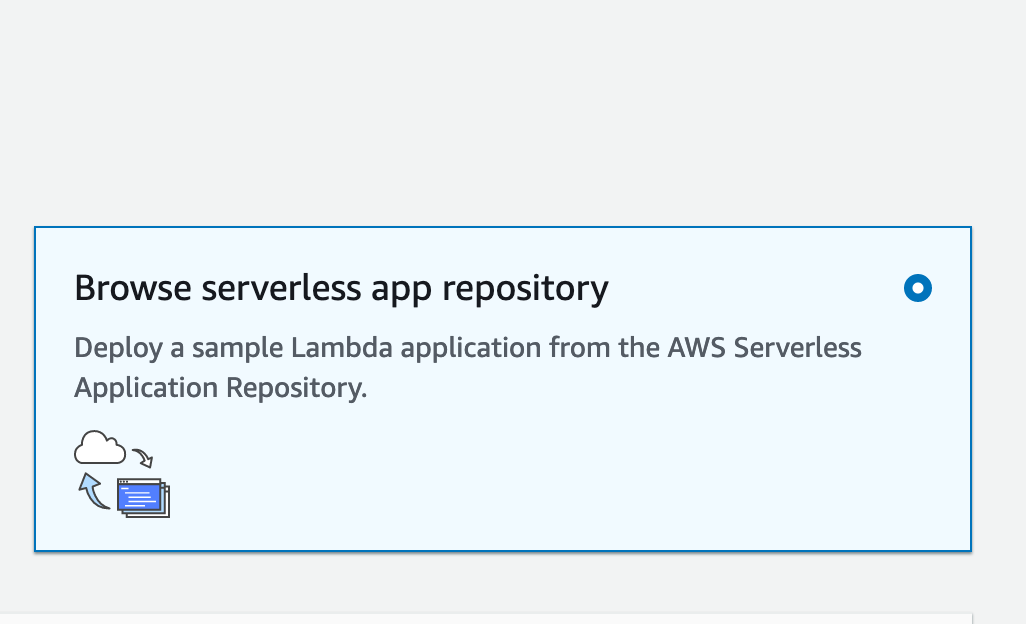 Browse serverless app repository
Deploy a sample Lambda application from the AWS Serverless
Application Repository.